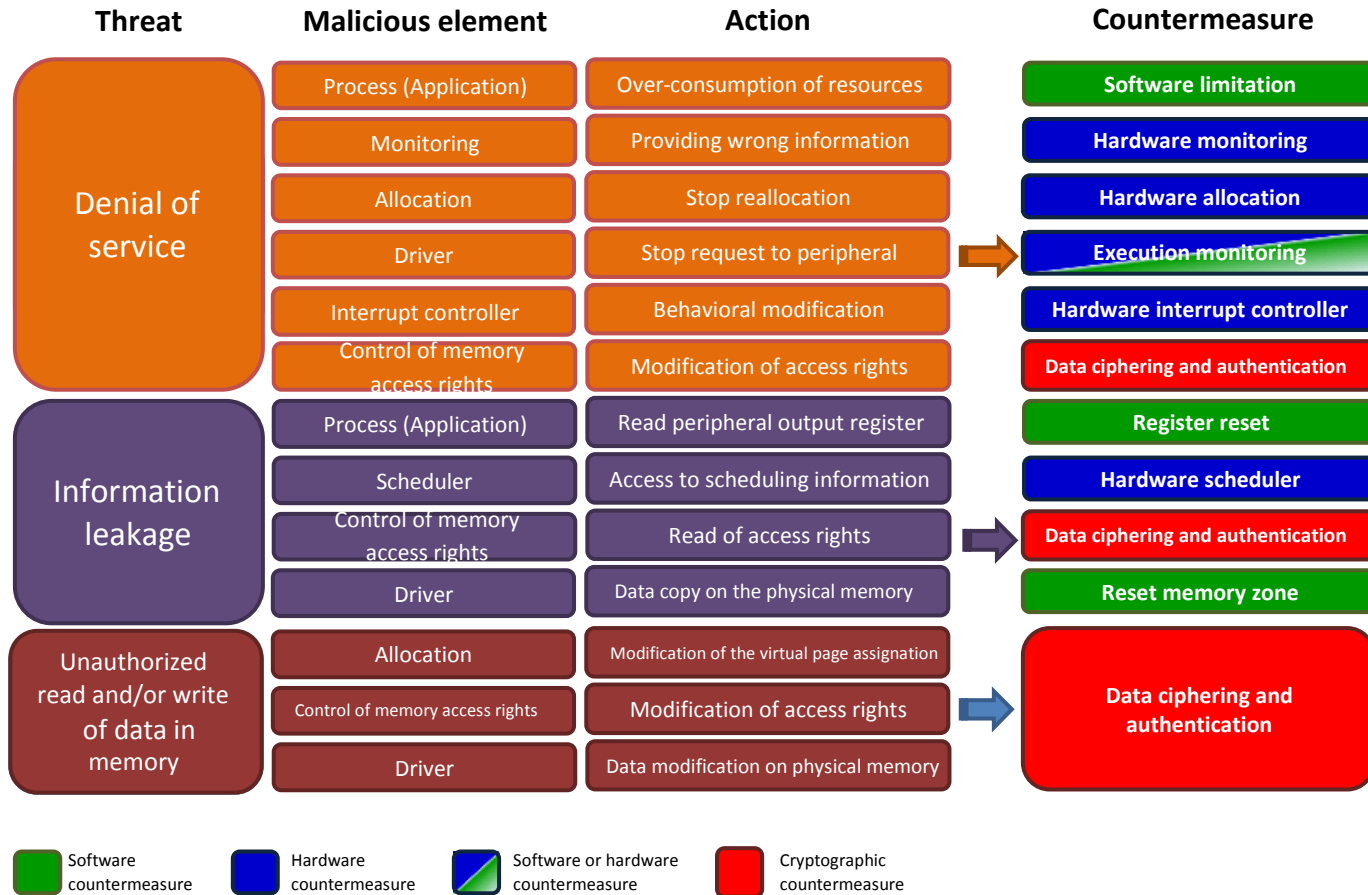 Threat
Malicious element
Action
Countermeasure
Denial of
service
Process (Application)
Over-consumption of resources
Software limitation
Monitoring
Providing wrong information
Hardware monitoring
Allocation
Stop reallocation
Hardware allocation
Driver
Stop request to peripheral
Execution monitoring
Interrupt controller
Behavioral modification
Hardware interrupt controller
Control of memory
access rights
Modification of access rights
Data ciphering and authentication
Information
leakage
Process (Application)
Read peripheral output register
Register reset
Scheduler
Access to scheduling information
Hardware scheduler
Control of memory
access rights
Read of access rights
Data ciphering and authentication
Driver
Data copy on the physical memory
Reset memory zone
Unauthorized
read and/or write
of data in
memory
Allocation
Modification of the virtual page assignation
Control of memory access rights
Modification of access rights
Driver
Data modification on physical memory
Data ciphering and
authentication
Software
countermeasure
Hardware
countermeasure
Software or hardware
countermeasure
Cryptographic
countermeasure